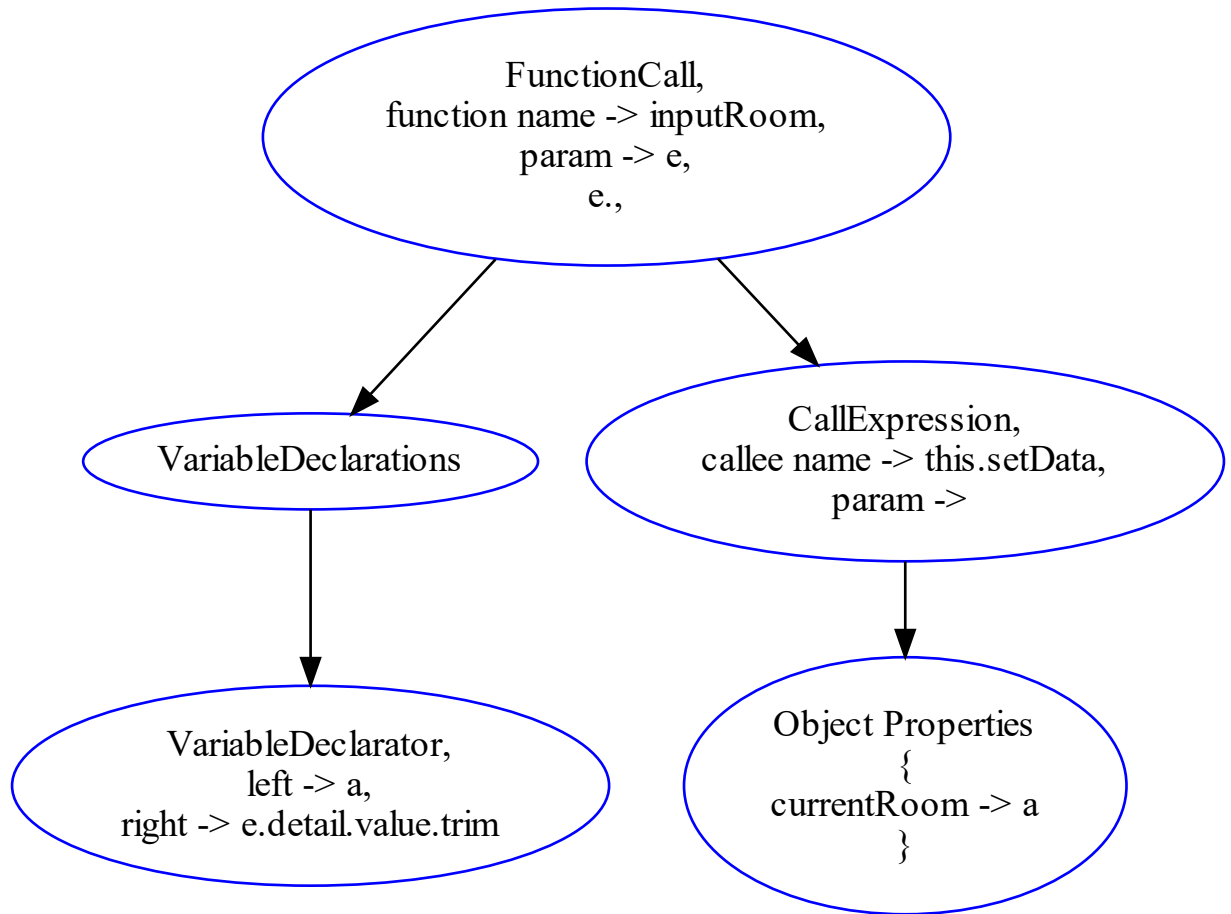 FunctionCall,
function name -> inputRoom,
param -> e,
e.,
VariableDeclarations
CallExpression,
callee name -> this.setData,
param ->
VariableDeclarator,
left -> a,
right -> e.detail.value.trim
Object Properties
{
currentRoom -> a
}